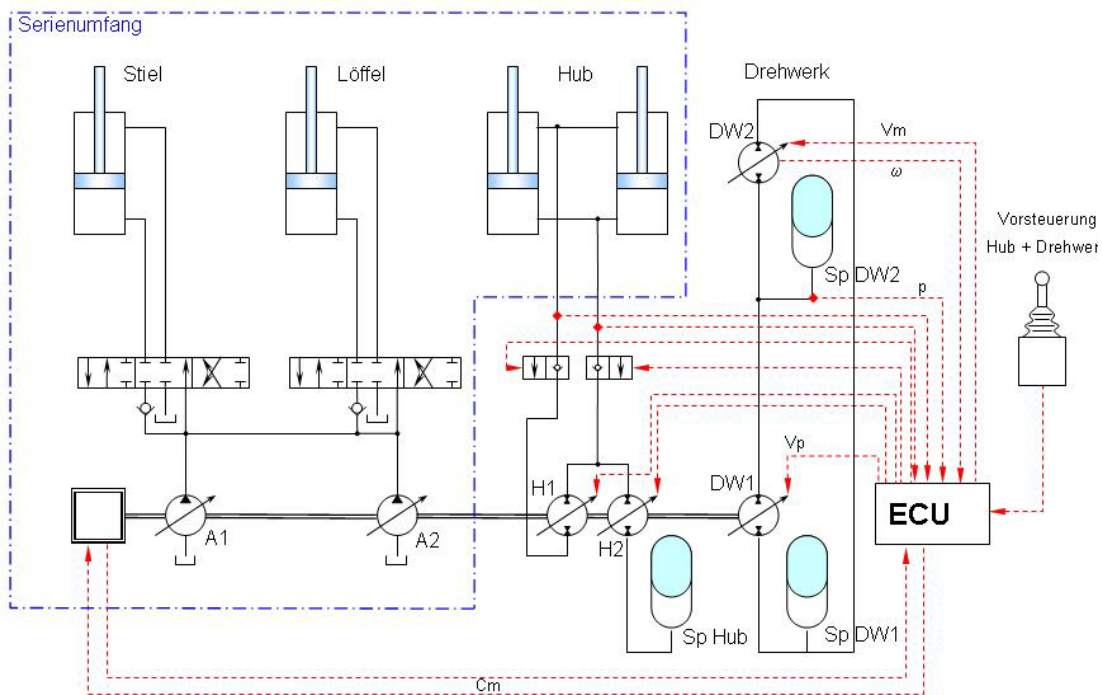 Serienumfang
Stiel
Löffel
Hub
Drehwerk
DW2
Vm
ω
Vorsteuerung
Hub + Drehwer
Sp DW2
p
Vp
H1
DW1
ECU
A1
A2
H2
Sp Hub
Sp DW1
Cm